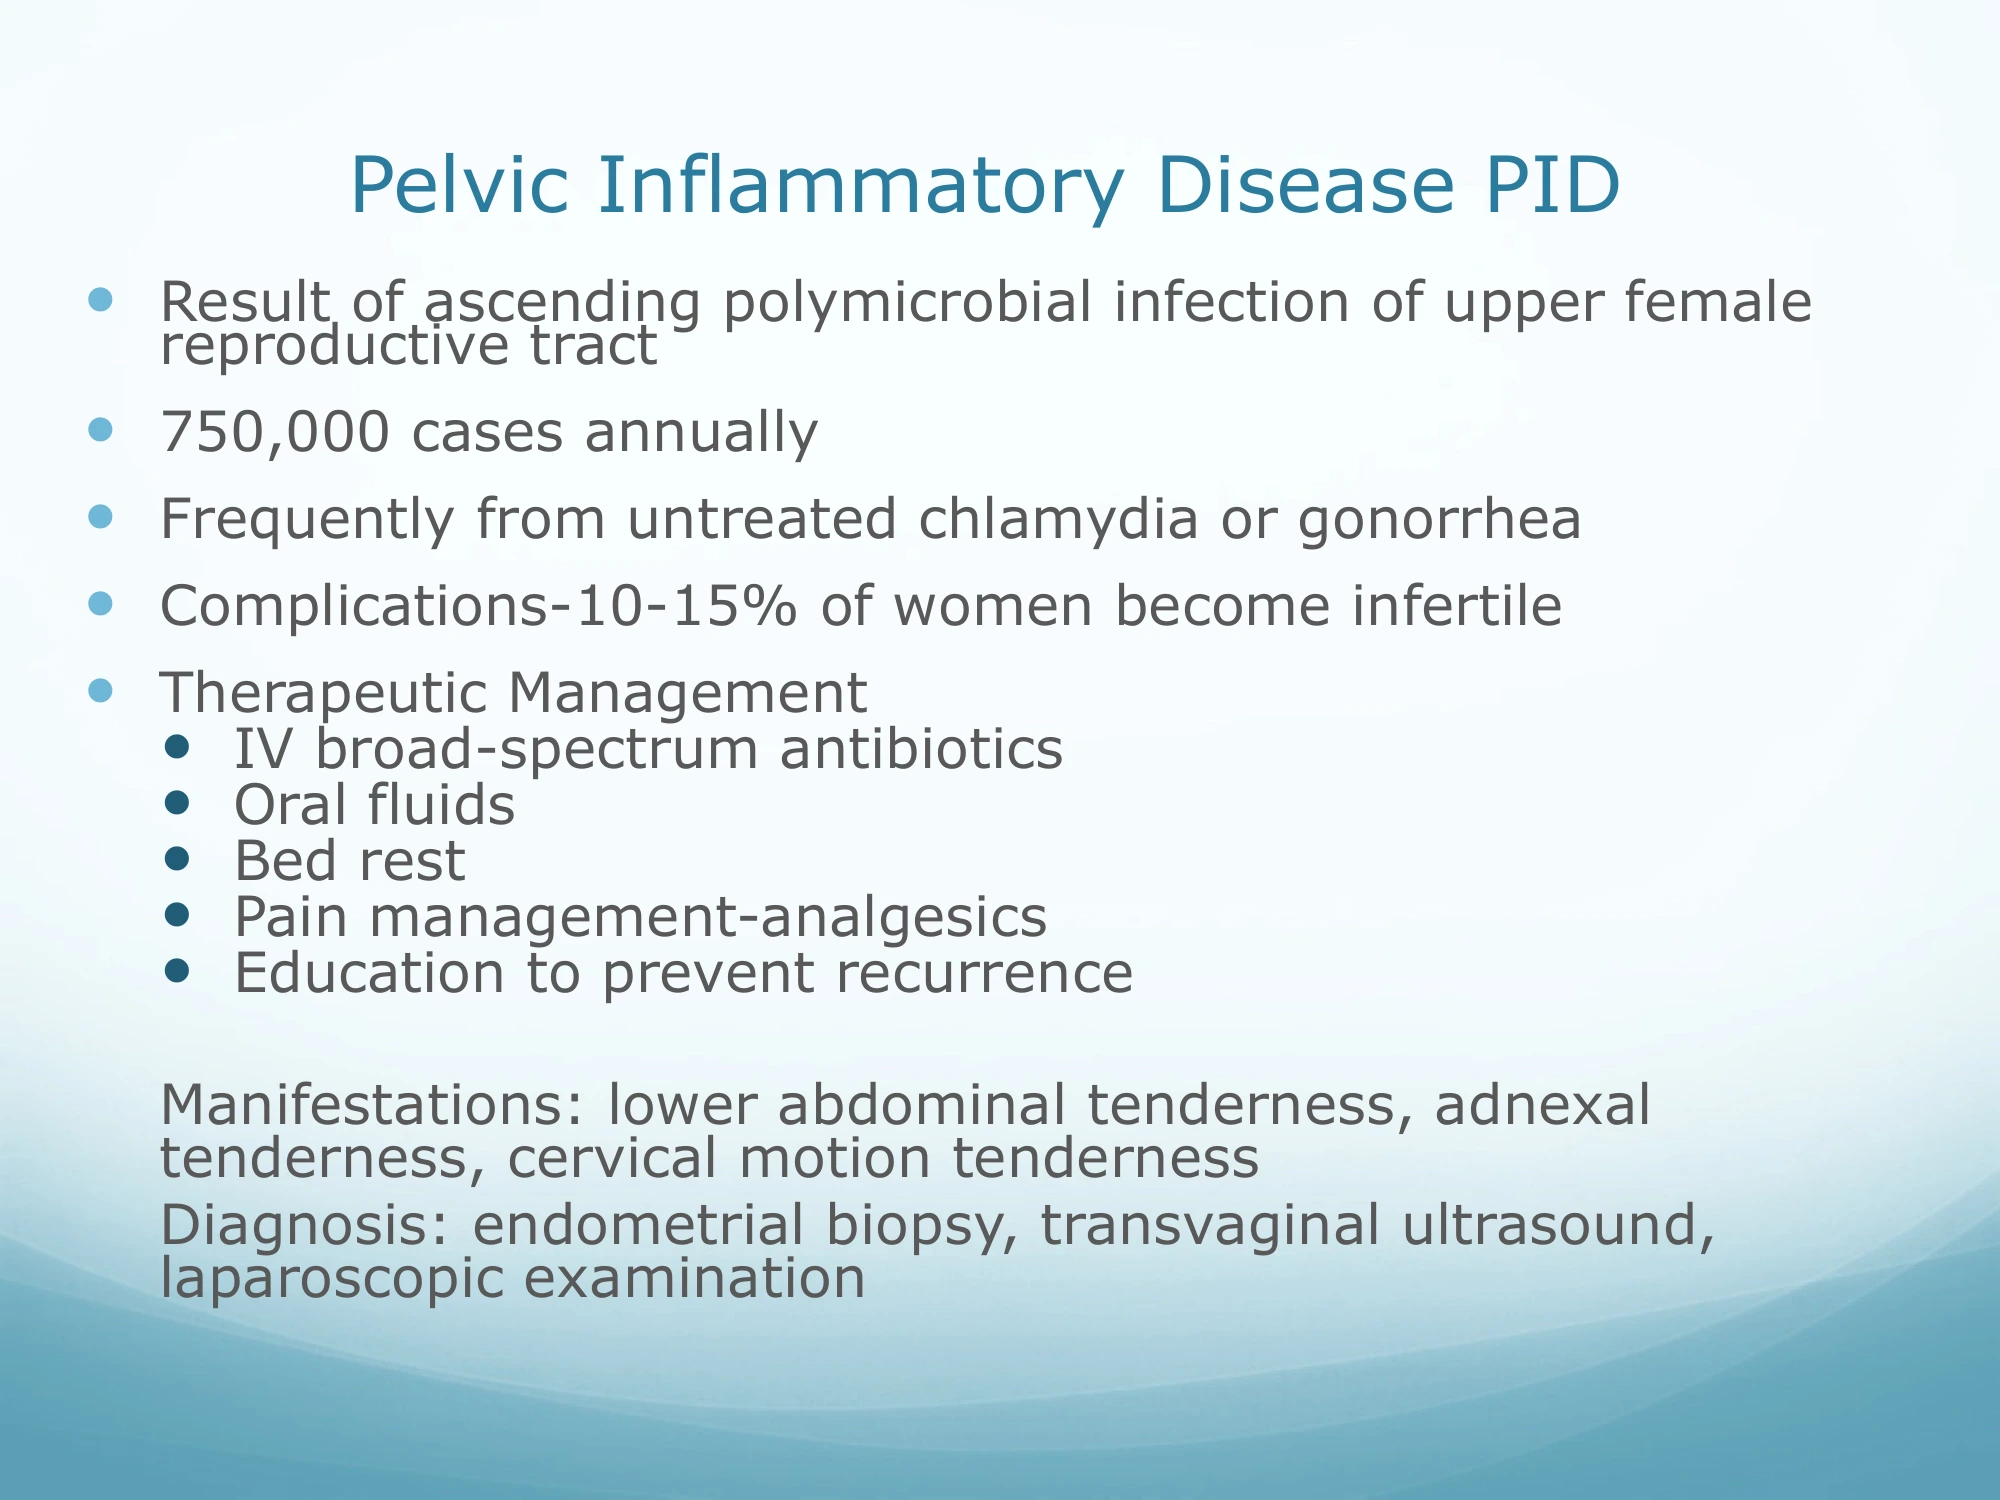 Pelvic Inflammatory Disease PID
• Result of ascending polymicrobial infection of upper female
reproductive tract
• 750,000 cases annually
• Frequently from untreated chlamydia or gonorrhea
• Complications-10-15% of women become infertile
• Therapeutic Management
• IV broad-spectrum antibiotics
• Oral fluids
• Bed rest
• Pain management-analgesics
• Education to prevent recurrence
Manifestations: lower abdominal tenderness, adnexal
tenderness, cervical motion tenderness
Diagnosis: endometrial biopsy, transvaginal ultrasound,
laparoscopic examination